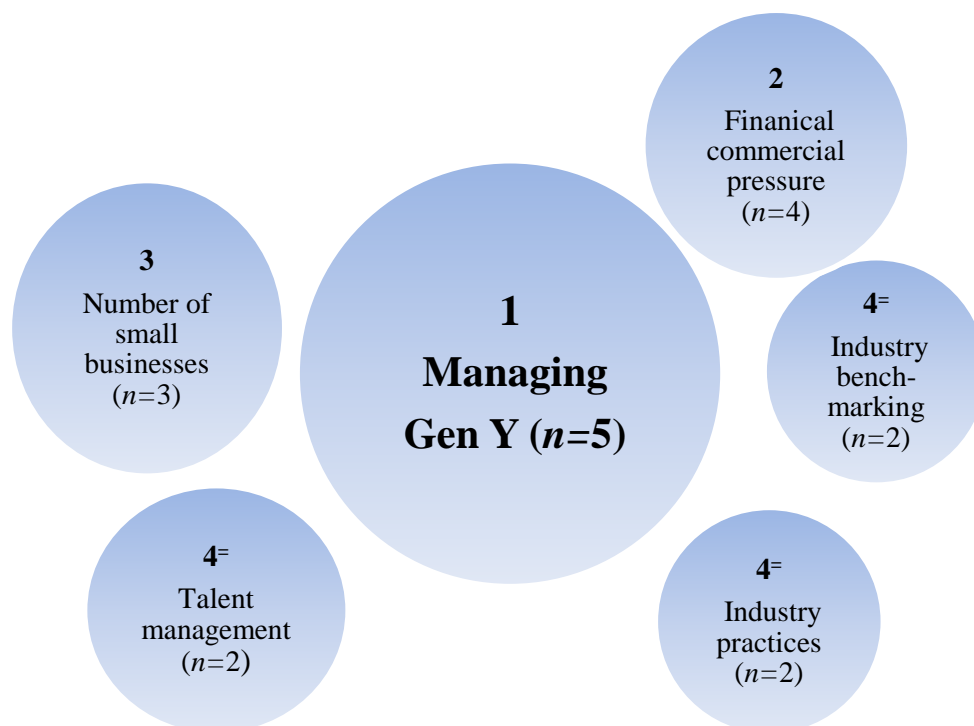 2
Finanical
commercial
pressure
(n=4)
3
Number of
small
businesses
(n=3)
1
Managing
Gen Y (n=5)
4=
Industry
bench-
marking
(n=2)
4=
Talent
management
(n=2)
4=
Industry
practices
(n=2)